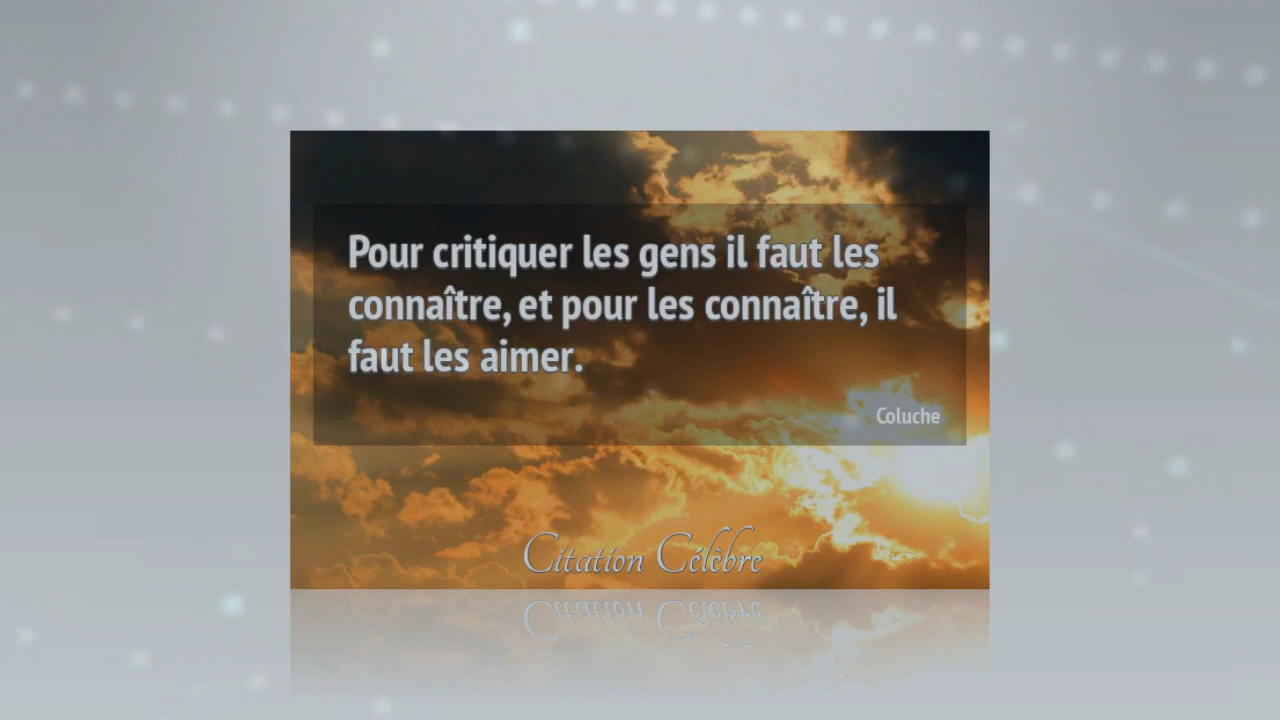 Pour critiquer les gens il faut les
connaître, et pour les connaître, il
faut les aimer.
Coluche
Citation Célèbre